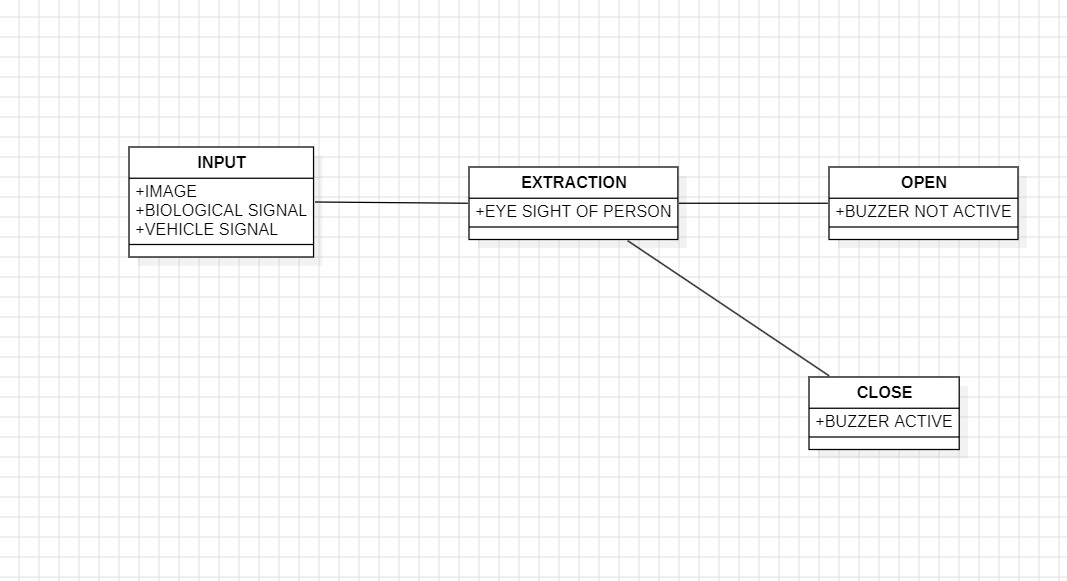 INPUT
+IMAGE
+BIOLOGICAL SIGNAL
+VEHICLE SIGNAL
EXTRACTION
+EYE SIGHT OF PERSON
OPEN
+BUZZER NOT ACTIVE
CLOSE
+BUZZER ACTIVE